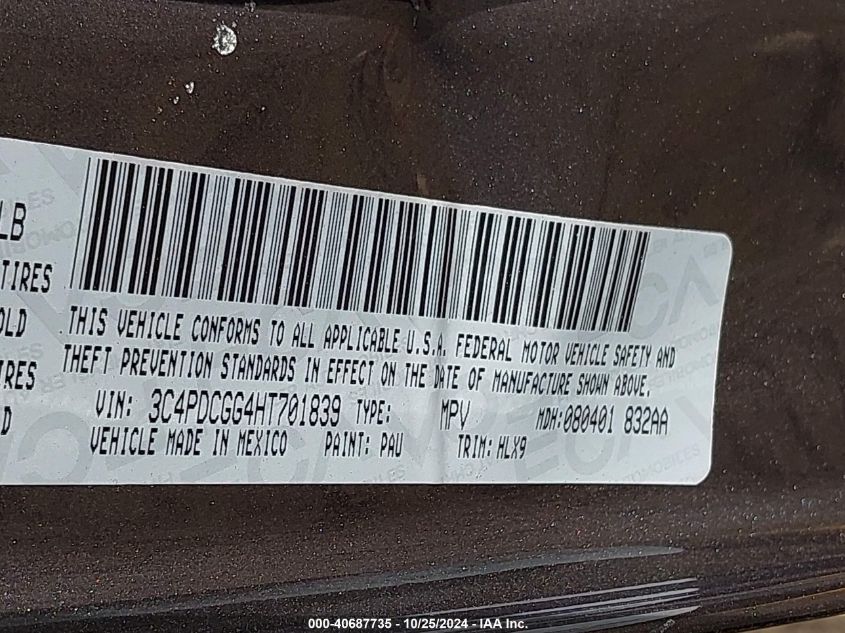 LB
TIRES
OLD
RES
D
THIS VEHICLE CONFORMS TO ALL APPLICABLE U.S.A. FEDERAL MOTOR VEHICLE SAFETY AND
THEFT PREVENTION STANDARDS IN EFFECT ON THE DATE OF MANUFACTURE SHOWN ABOVE.
VIN: 3C4PDCGG4HT701839 TYPE: MPV MDH:080401 832AA
VEHICLE MADE IN MEXICO PAINT: PAU TRIM: HLX9
000-40687735 - 10/25/2024 - IAA Inc.